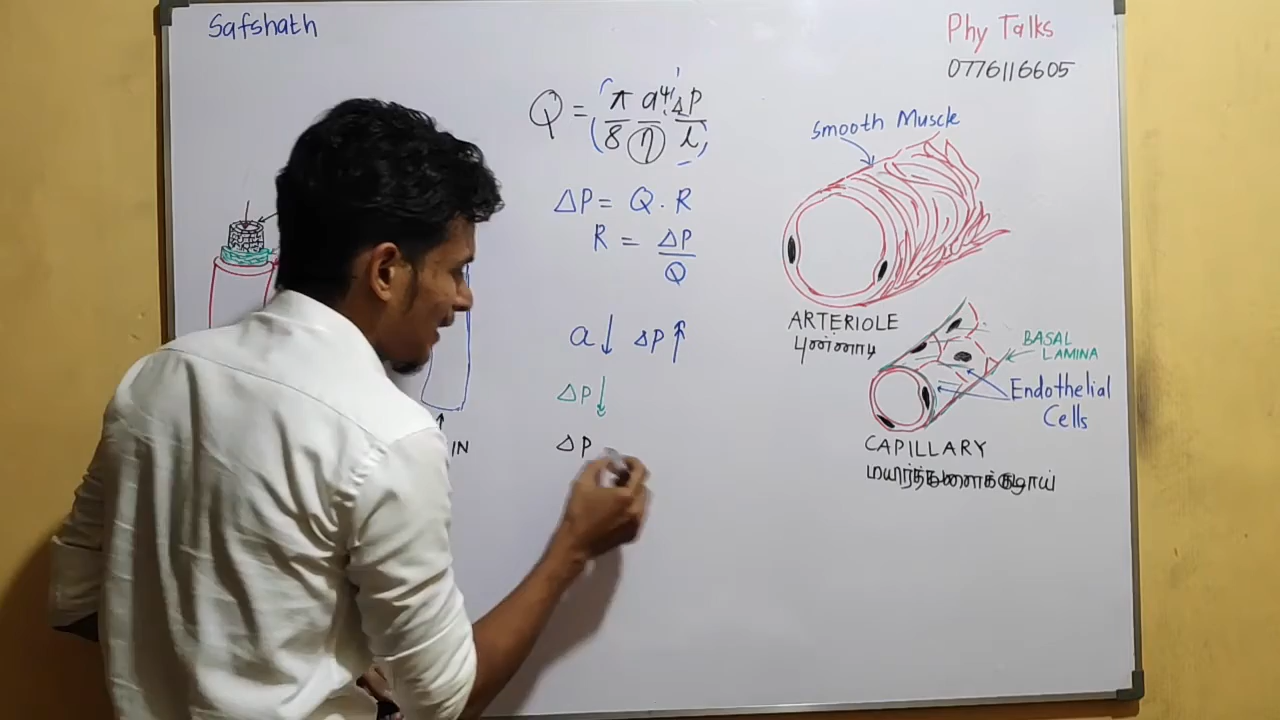 Safshath
Phy Talks
0776116605
Q = (π/8 a⁴/η ΔP/l)
ΔP = Q . R
R = ΔP/Q
a↓ ΔP↑
ΔP↓
ΔP
IN
Smooth Muscle
ARTERIOLE
புன்னாடி
BASAL
LAMINA
Endothelial
Cells
CAPILLARY
மயிர்த்துளைக்குழாய்